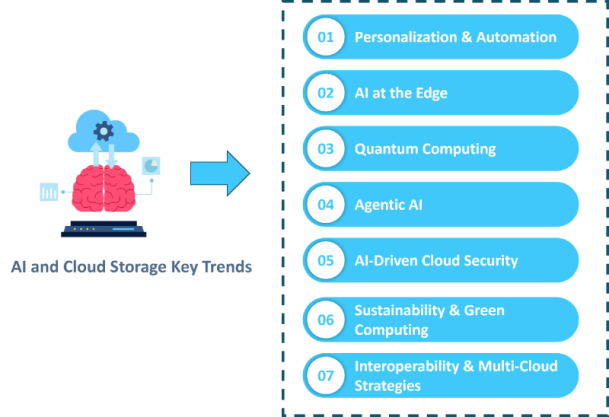 AI and Cloud Storage Key Trends
01 Personalization & Automation
02 AI at the Edge
03 Quantum Computing
04 Agentic AI
05 AI-Driven Cloud Security
06 Sustainability & Green
Computing
07 Interoperability & Multi-Cloud
Strategies